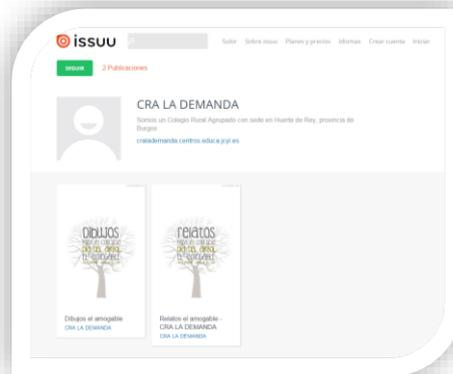 issuu
Subir Sobre issuu Planes y precios Idiomas Crear cuenta Iniciar
SEGUIR 2 Publicaciones
CRA LA DEMANDA
Somos un Colegio Rural Agrupado con sede en Huerta de Rey, provincia de
Burgos
cralademanda.centros.educa.jcyl.es
DIBUJOS
Dibujos el amogable
CRA LA DEMANDA
relatos
Relatos el amogable -
CRA LA DEMANDA
CRA LA DEMANDA